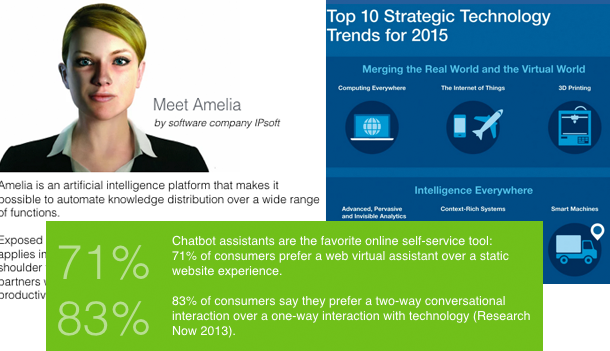 Meet Amelia
by software company IPsoft
Amelia is an artificial intelligence platform that makes it
possible to automate knowledge distribution over a wide range
of functions.
Exposed
applies in
shoulder
partners
productiv
Top 10 Strategic Technology
Trends for 2015
Merging the Real World and the Virtual World
Computing Everywhere
The Internet of Things
3D Printing
Intelligence Everywhere
Advanced, Pervasive
and Invisible Analytics
Context-Rich Systems
Smart Machines
71%
Chatbot assistants are the favorite online self-service tool:
71% of consumers prefer a web virtual assistant over a static
website experience.
83%
83% of consumers say they prefer a two-way conversational
interaction over a one-way interaction with technology (Research
Now 2013).